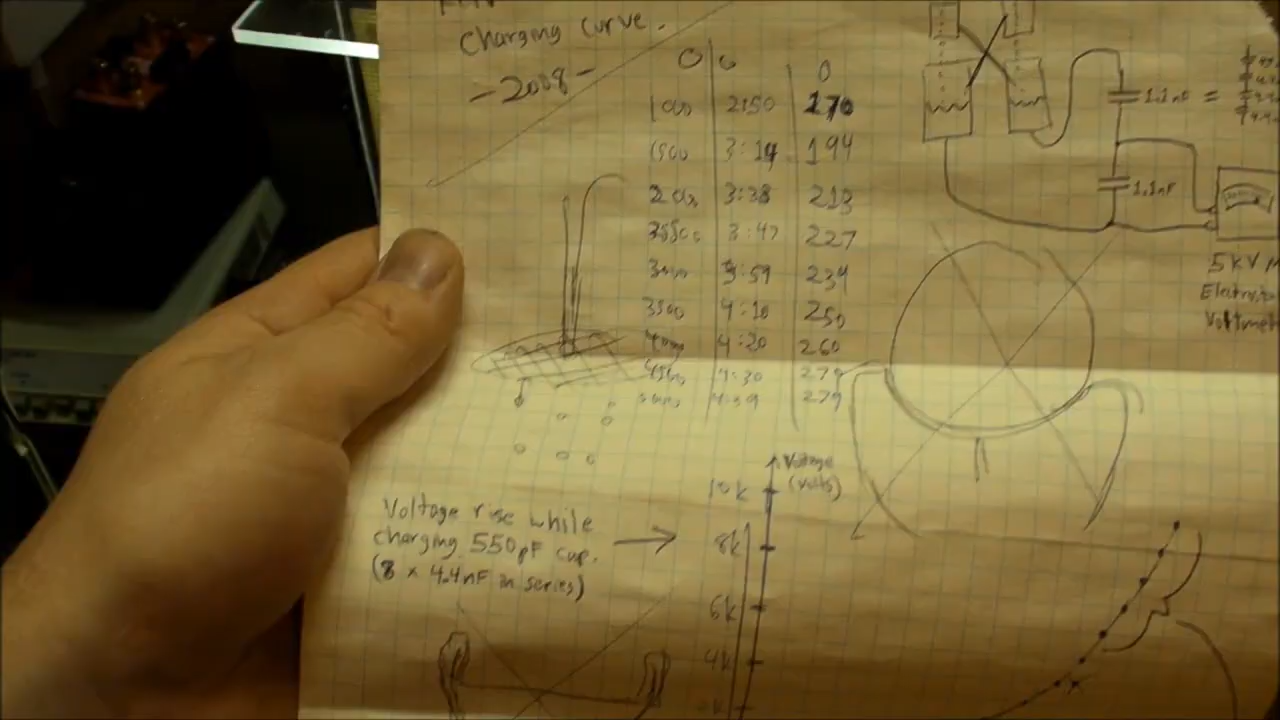 Charging curve.
-2008-
0 0 0
1000 2:50 170
1500 3:14 194
2000 3:38 213
3:47 227
3000 3:59 234
3500 4:10 250
4000 4:20 260
4500 4:30
5000 4:39 279
1.1nF =
1.1nF
5kV
Voltmet
Voltage
(volts)
10k
8k
6k
4k
2k
Voltage rise while
charging 550pF cap.
(8 x 4.4nF in series)